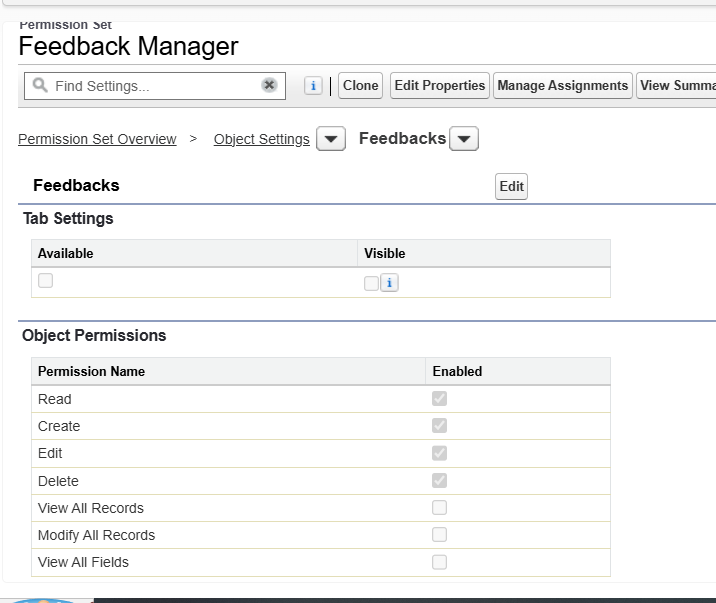 Permission Set
Feedback Manager
Find Settings... i Clone Edit Properties Manage Assignments View Summa
Permission Set Overview > Object Settings Feedbacks
Feedbacks Edit
Tab Settings
Available Visible
i
Object Permissions
Permission Name Enabled
Read
Create
Edit
Delete
View All Records
Modify All Records
View All Fields